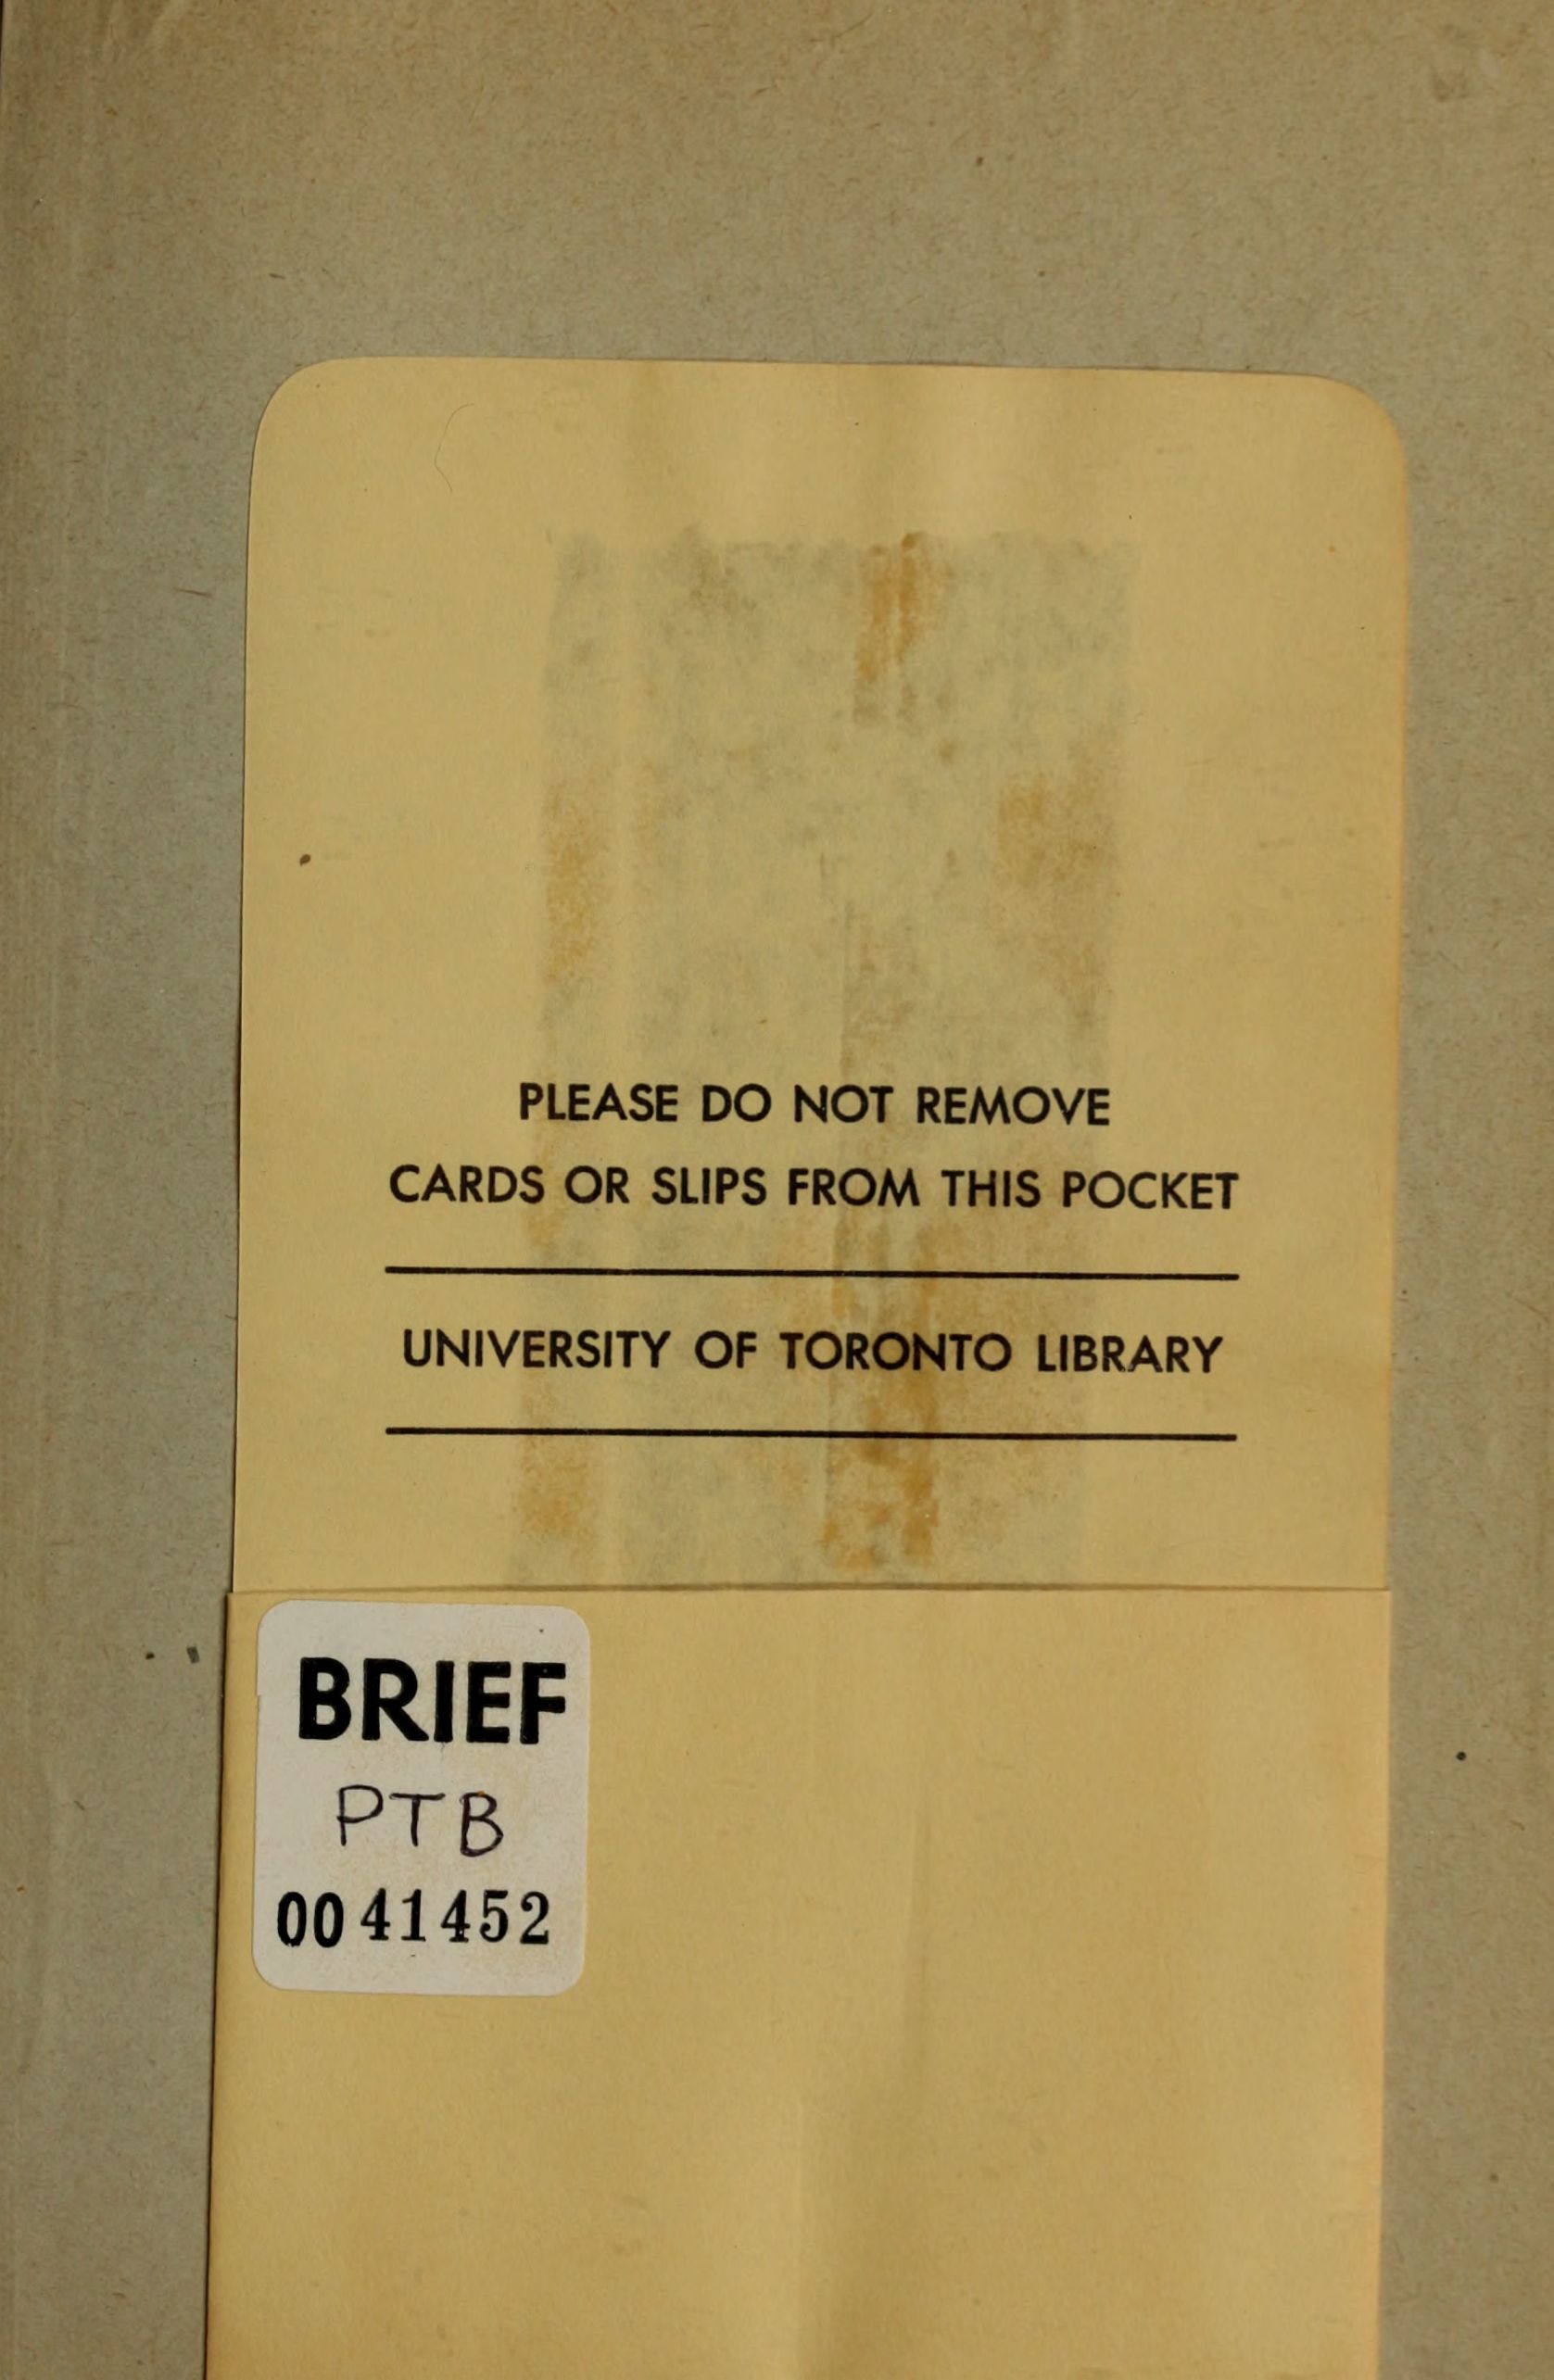 PLEASE DO NOT REMOVE
CARDS OR SLIPS FROM THIS POCKET
UNIVERSITY OF TORONTO LIBRARY
BRIEF
PTB
0041452